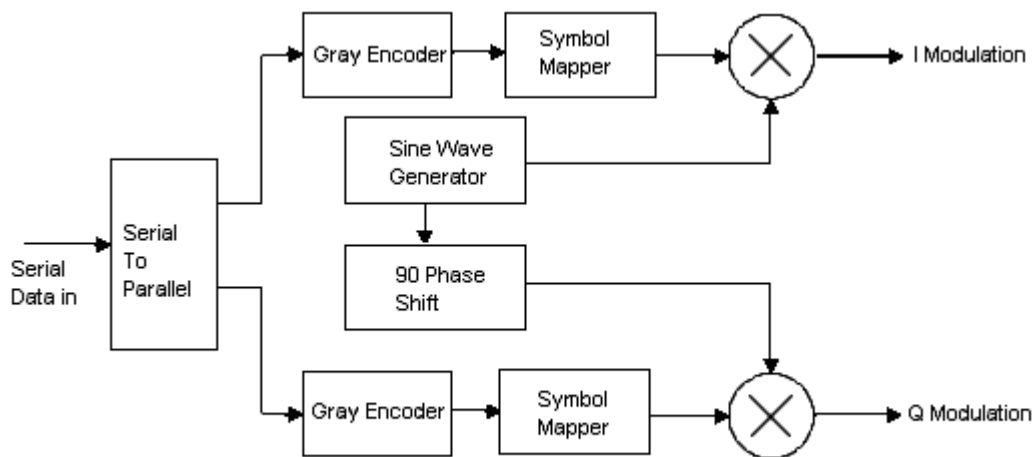 Gray Encoder
Symbol
Mapper
I Modulation
Sine Wave
Generator
Serial
To
Parallel
Serial
Data in
90 Phase
Shift
Gray Encoder
Symbol
Mapper
Q Modulation